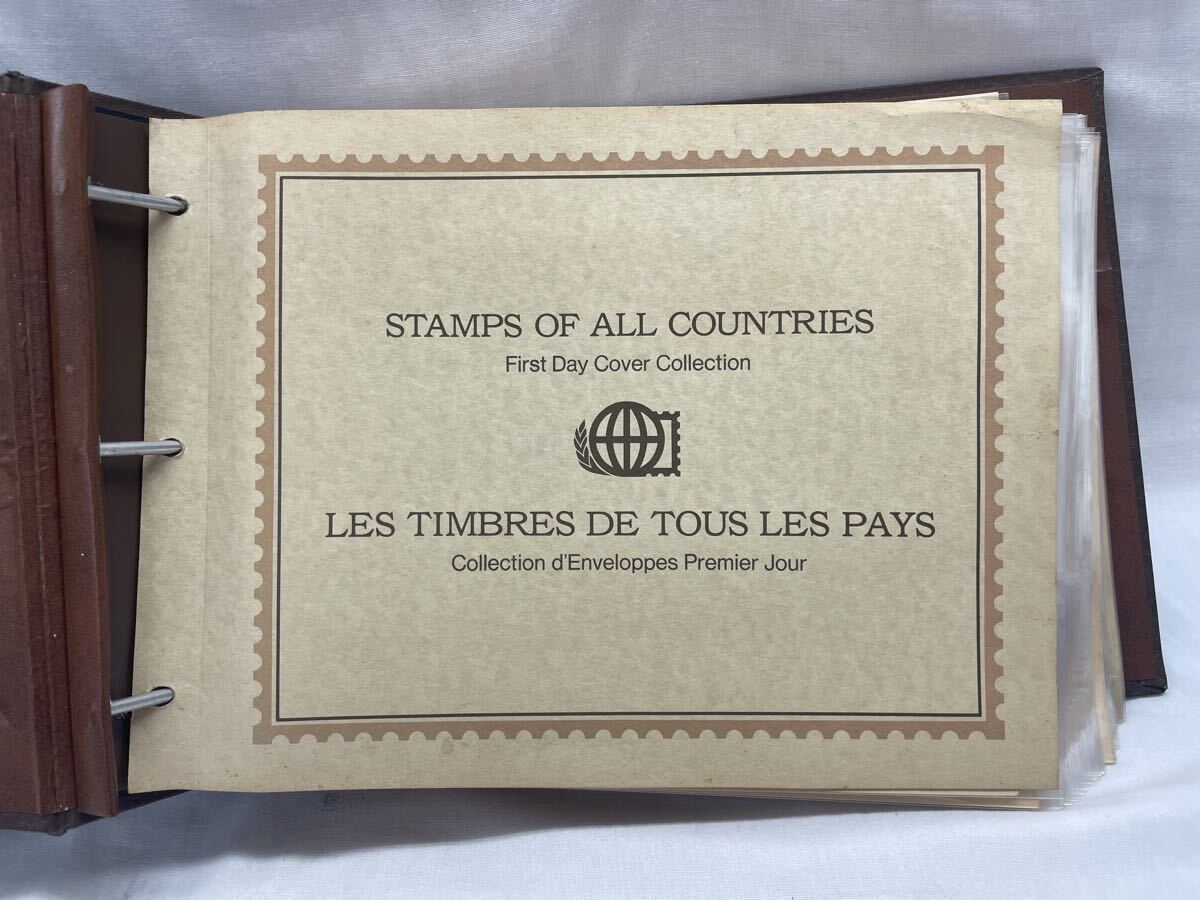 STAMPS OF ALL COUNTRIES
First Day Cover Collection
LES TIMBRES DE TOUS LES PAYS
Collection d'Enveloppes Premier Jour